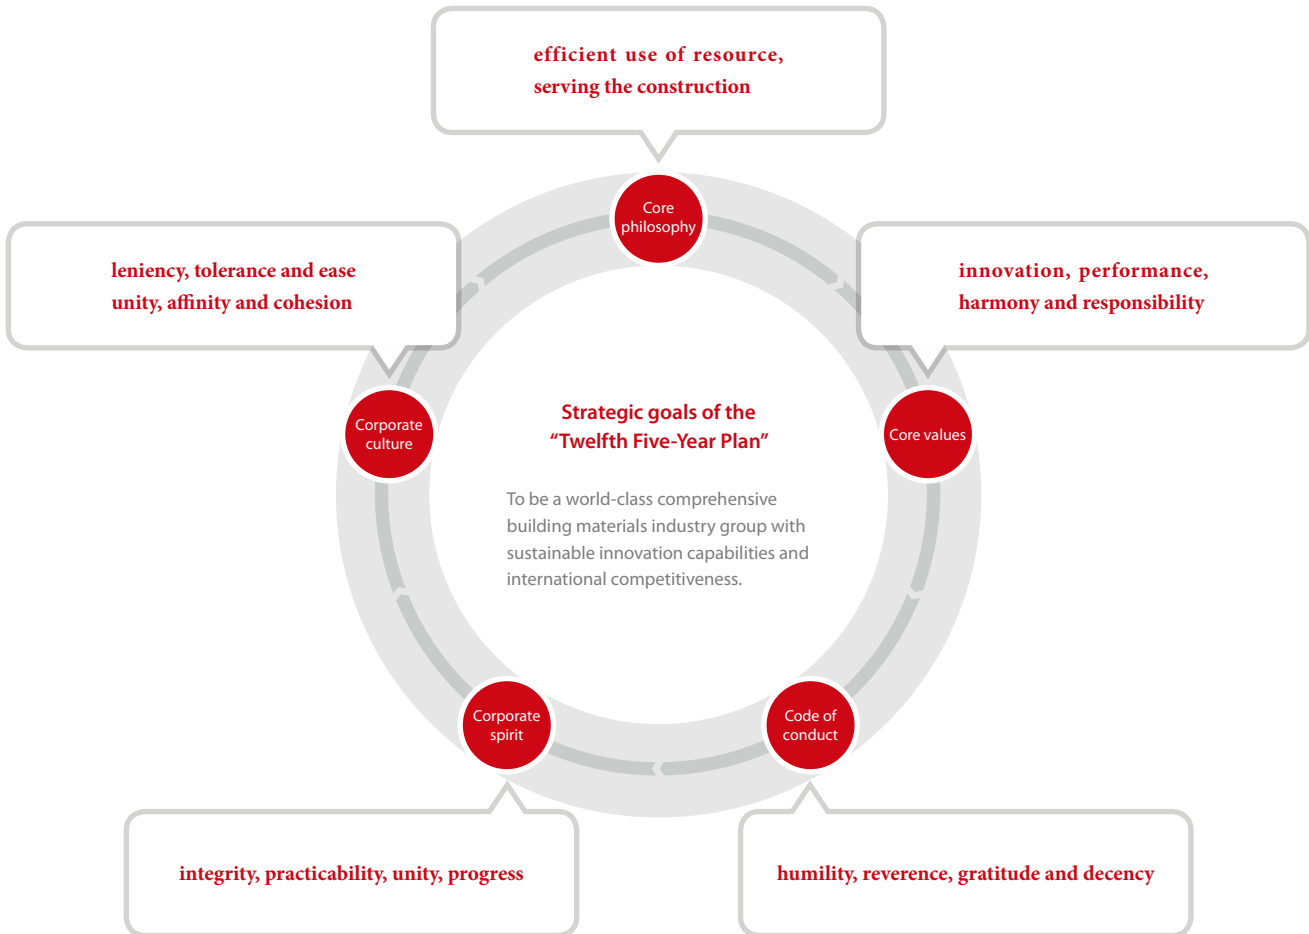 efficient use of resource,
serving the construction
Core
philosophy
leniency, tolerance and ease
unity, affinity and cohesion
innovation, performance,
harmony and responsibility
Corporate
culture
Core values
Strategic goals of the
“Twelfth Five-Year Plan”
To be a world-class comprehensive
building materials industry group with
sustainable innovation capabilities and
international competitiveness.
Corporate
spirit
Code of
conduct
integrity, practicability, unity, progress
humility, reverence, gratitude and decency